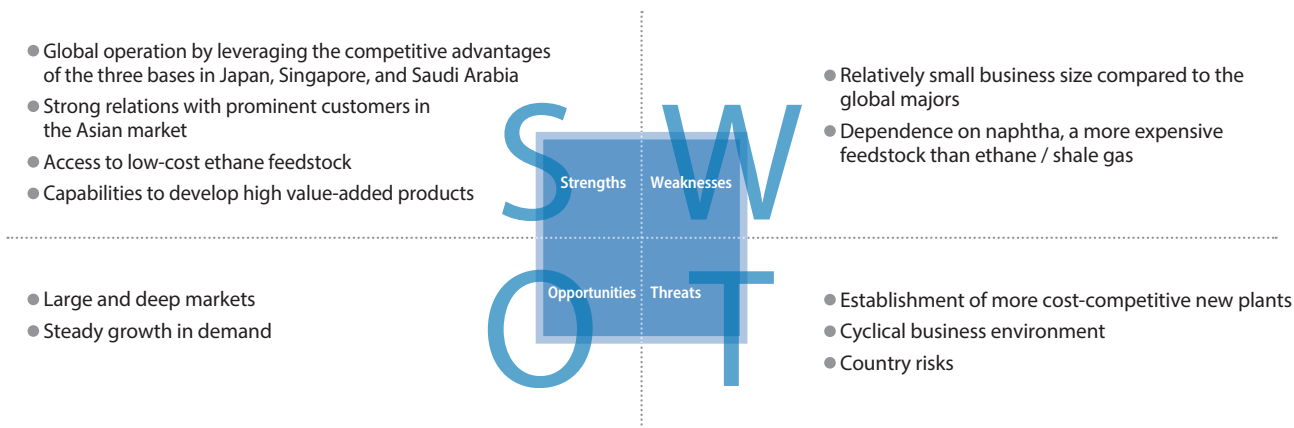 ● Global operation by leveraging the competitive advantages
of the three bases in Japan, Singapore, and Saudi Arabia
● Strong relations with prominent customers in
the Asian market
● Access to low-cost ethane feedstock
● Capabilities to develop high value-added products
S
Strengths
W
Weaknesses
● Relatively small business size compared to the
global majors
● Dependence on naphtha, a more expensive
feedstock than ethane / shale gas
● Large and deep markets
● Steady growth in demand
O
Opportunities
T
Threats
● Establishment of more cost-competitive new plants
● Cyclical business environment
● Country risks